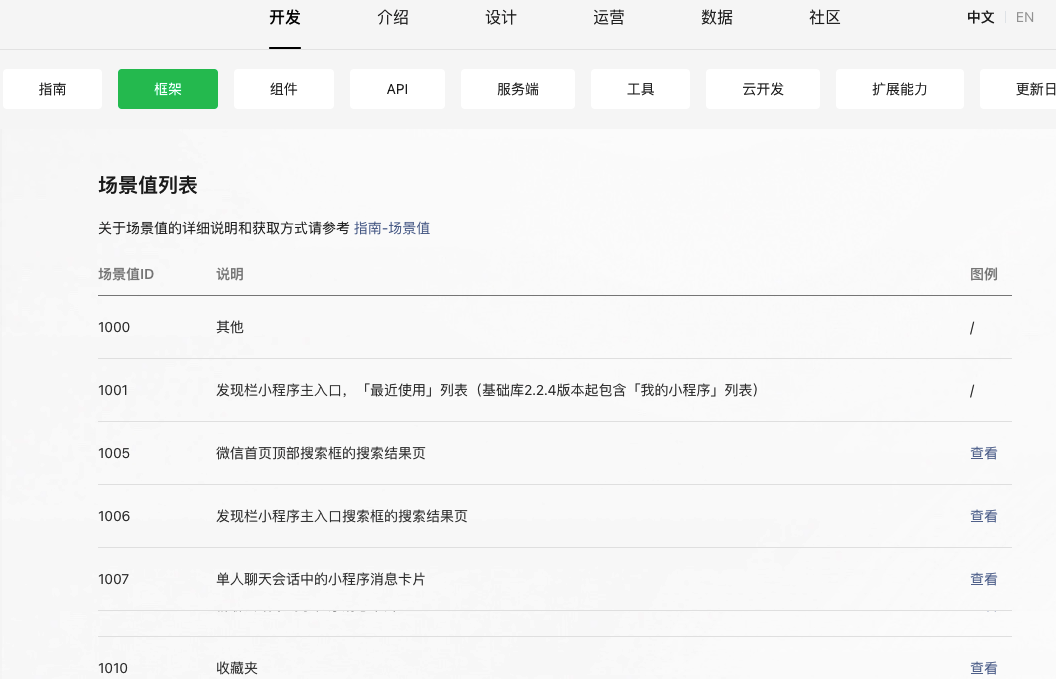 开发 介绍 设计 运营 数据 社区 中文 EN
指南 框架 组件 API 服务端 工具 云开发 扩展能力 更新日
场景值列表
关于场景值的详细说明和获取方式请参考 指南-场景值
场景值ID 说明 图例
1000 其他 /
1001 发现栏小程序主入口，「最近使用」列表（基础库2.2.4版本起包含「我的小程序」列表） /
1005 微信首页顶部搜索框的搜索结果页 查看
1006 发现栏小程序主入口搜索框的搜索结果页 查看
1007 单人聊天会话中的小程序消息卡片 查看
1010 收藏夹 查看